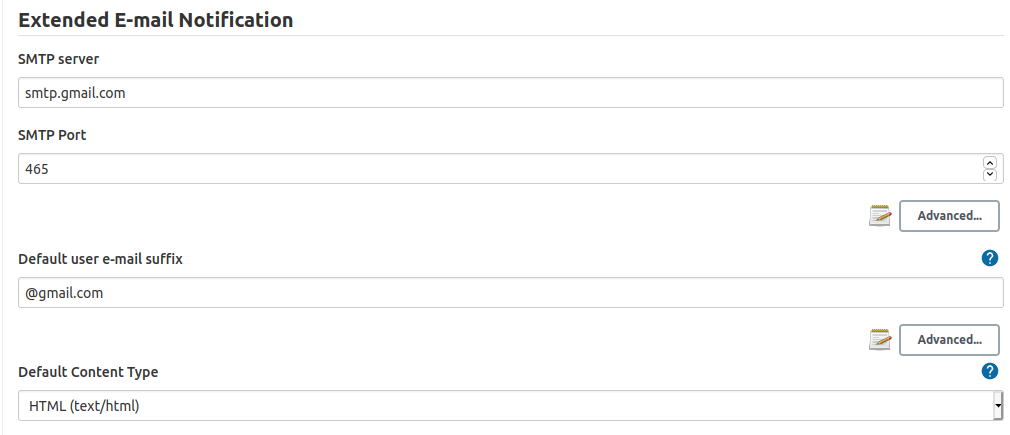 Extended E-mail Notification
SMTP server
smtp.gmail.com
SMTP Port
465
Advanced...
Default user e-mail suffix
?
@gmail.com
Advanced...
Default Content Type
?
HTML (text/html)